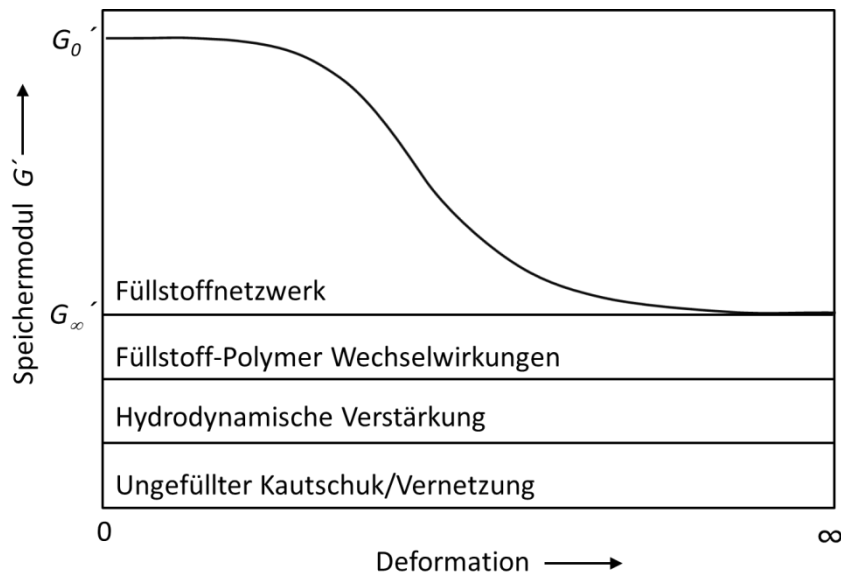 G₀´
Speichermodul G´
Füllstoffnetzwerk
G∞´
Füllstoff-Polymer Wechselwirkungen
Hydrodynamische Verstärkung
Ungefüllter Kautschuk/Vernetzung
0
∞
Deformation